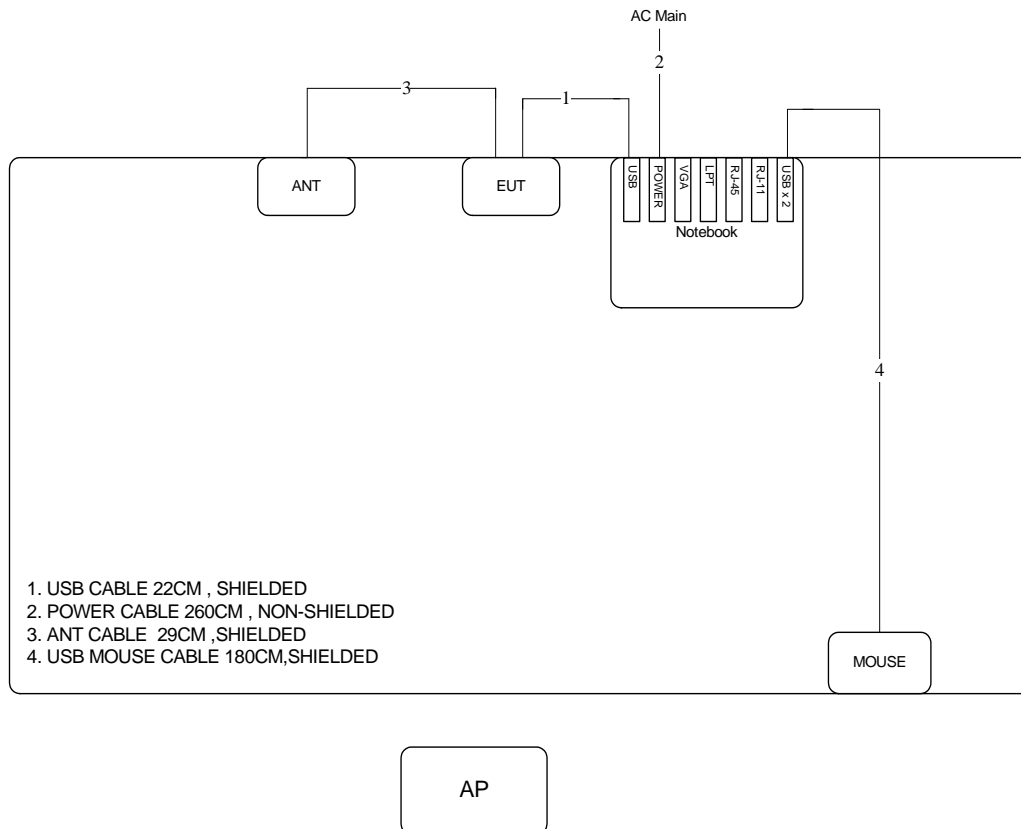 AC Main
2
3
1
ANT
EUT
USB
POWER
VGA
LPT
RJ-45
RJ-11
USB x 2
Notebook
4
1. USB CABLE 22CM , SHIELDED
2. POWER CABLE 260CM , NON-SHIELDED
3. ANT CABLE  29CM ,SHIELDED
4. USB MOUSE CABLE 180CM,SHIELDED
MOUSE
AP